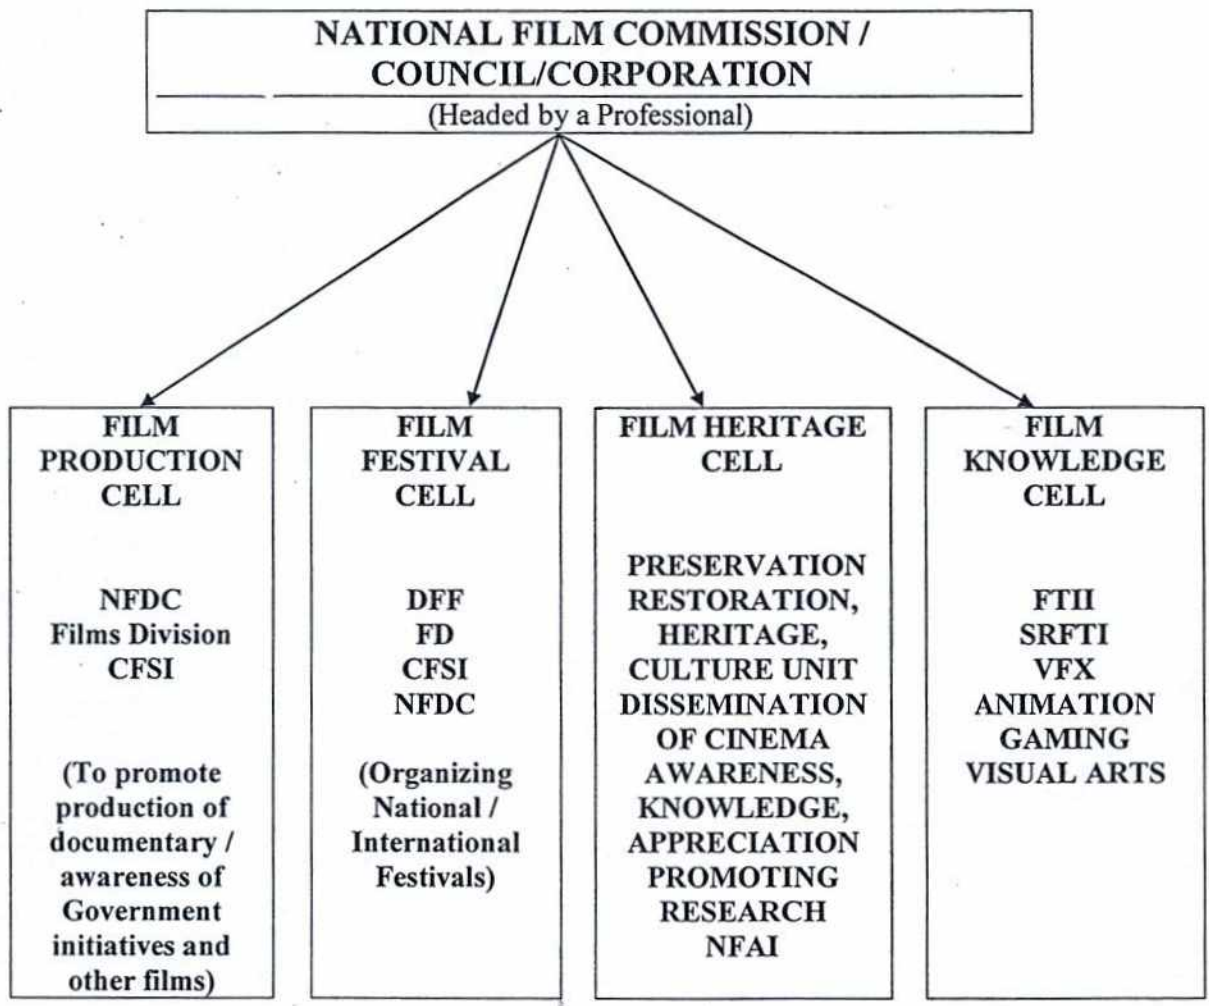 NATIONAL FILM COMMISSION /
COUNCIL/CORPORATION
(Headed by a Professional)
FILM
PRODUCTION
CELL
NFDC
Films Division
CFSI
(To promote
production of
documentary /
awareness of
Government
initiatives and
other films)
FILM
FESTIVAL
CELL
DFF
FD
CFSI
NFDC
(Organizing
National /
International
Festivals)
FILM HERITAGE
CELL
PRESERVATION
RESTORATION,
HERITAGE,
CULTURE UNIT
DISSEMINATION
OF CINEMA
AWARENESS,
KNOWLEDGE,
APPRECIATION
PROMOTING
RESEARCH
NFAI
FILM
KNOWLEDGE
CELL
FTII
SRFTI
VFX
ANIMATION
GAMING
VISUAL ARTS